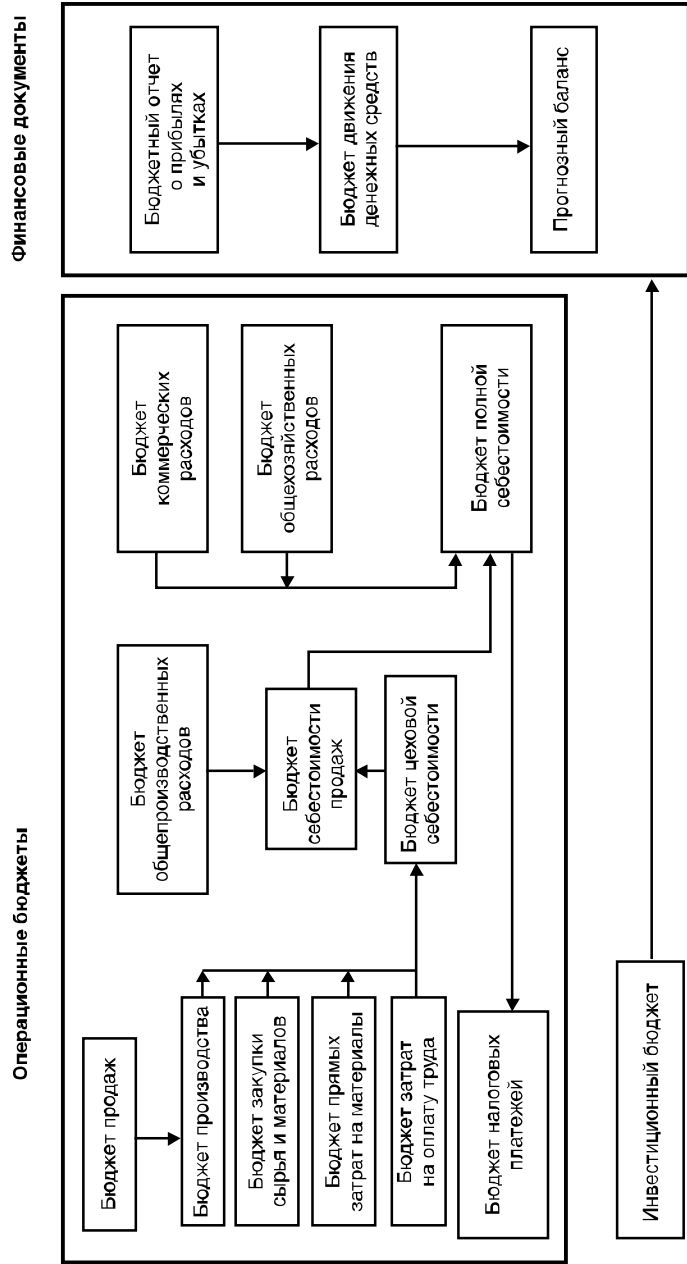 Операционные бюджеты
Финансовые документы
Бюджет продаж
Бюджет производства
Бюджет закупки
сырья и материалов
Бюджет прямых
затрат на материалы
Бюджет затрат
на оплату труда
Бюджет налоговых
платежей
Бюджет
общепроизводственных
расходов
Бюджет
себестоимости
продаж
Бюджет цеховой
себестоимости
Бюджет
коммерческих
расходов
Бюджет
общехозяйственных
расходов
Бюджет полной
себестоимости
Бюджетный отчет
о прибылях
и убытках
Бюджет движения
денежных средств
Прогнозный баланс
Инвестиционный бюджет